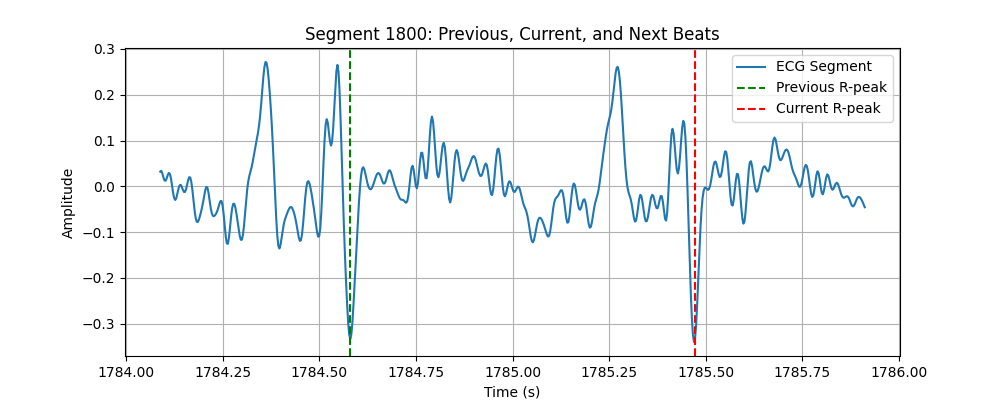 Segment 1800: Previous, Current, and Next Beats
ECG Segment
Previous R-peak
Current R-peak
0.3
0.2
0.1
0.0
−0.1
−0.2
−0.3
Amplitude
1784.00 1784.25 1784.50 1784.75 1785.00 1785.25 1785.50 1785.75 1786.00
Time (s)